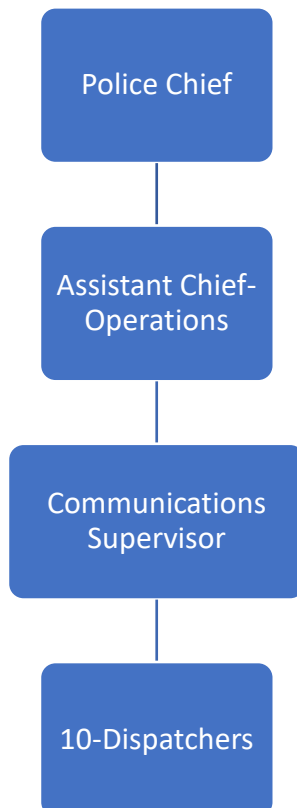 Police Chief
Assistant Chief-
Operations
Communications
Supervisor
10-Dispatchers